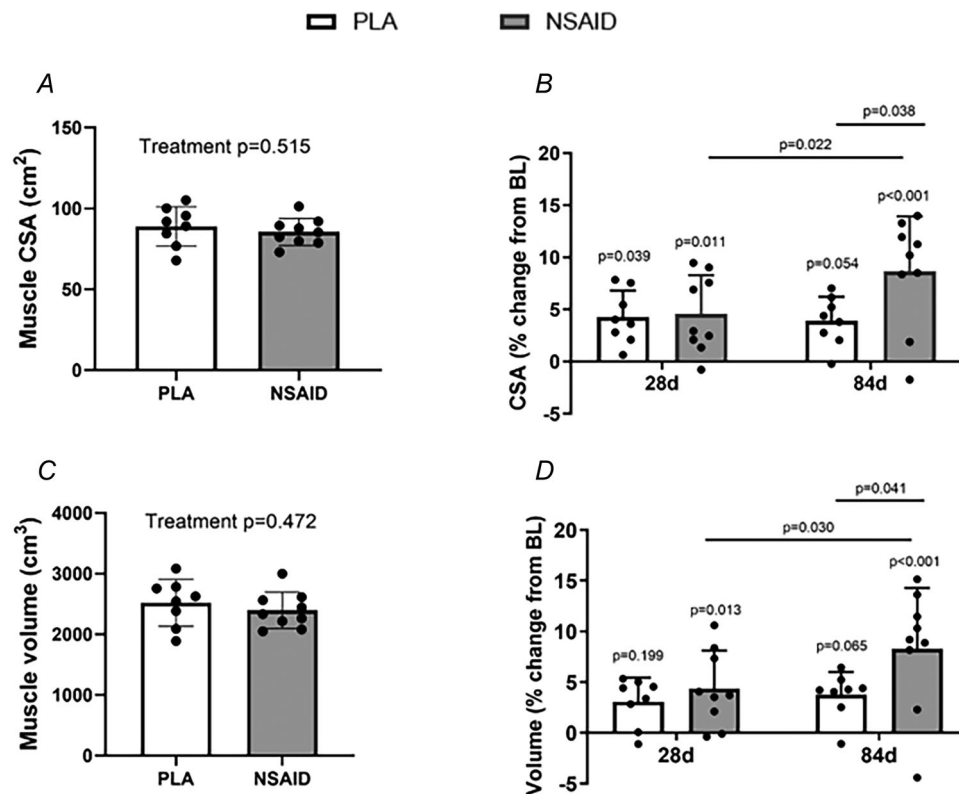 PLA NSAID
A
Muscle CSA (cm²)
150
100
50
0
Treatment p=0.515
PLA NSAID
B
CSA (% change from BL)
20
15
10
5
0
-5
p=0.038
p=0.022
p=0.039
p=0.011
p=0.054
p<0.001
28d 84d
C
Muscle volume (cm³)
4000
3000
2000
1000
0
Treatment p=0.472
PLA NSAID
D
Volume (% change from BL)
20
15
10
5
0
-5
p=0.041
p=0.030
p=0.199
p=0.013
p=0.065
p<0.001
28d 84d